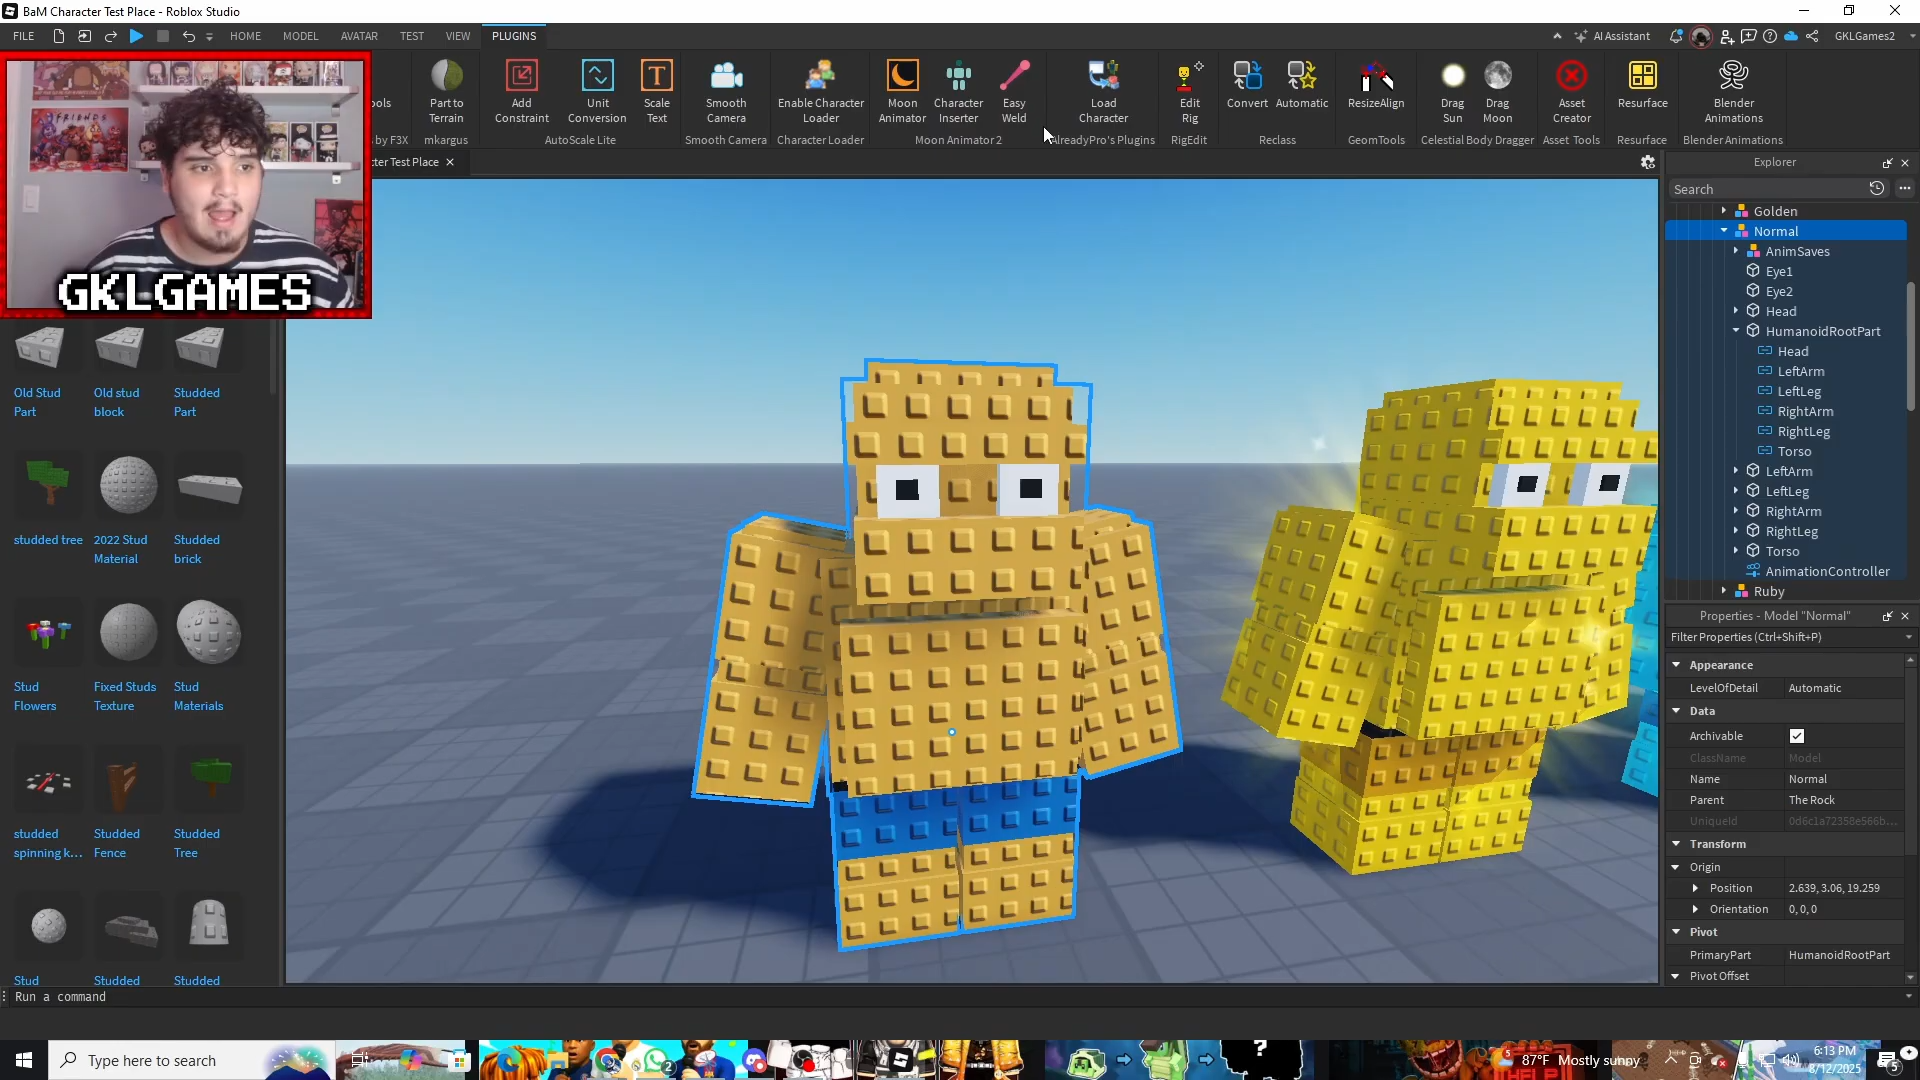 BaM Character Test Place - Roblox Studio
FILE
HOME
MODEL
AVATAR
TEST
VIEW
PLUGINS
AI Assistant
GKLGames2
Part to
Terrain
mkargus
by F3X
Add
Constraint
Unit
Conversion
Scale
Text
AutoScale Lite
Smooth
Camera
Smooth Camera
Enable Character
Loader
Character Loader
Moon
Animator
Character
Inserter
Easy
Weld
Moon Animator 2
Load
Character
AlreadyPro's Plugins
Edit
Rig
RigEdit
Convert
Automatic
Reclass
ResizeAlign
GeomTools
Drag
Sun
Drag
Moon
Celestial Body Dragger
Asset
Creator
Asset Tools
Resurface
Resurface
Blender
Animations
Blender Animations
cter Test Place
FRIENDS
GKLGAMES
Old Stud
Part
Old stud
block
Studded
Part
studded tree
2022 Stud
Material
Studded
brick
Stud
Flowers
Fixed Studs
Texture
Stud
Materials
studded
spinning k...
Studded
Fence
Studded
Tree
Stud
Studded
Studded
Run a command
Explorer
Search
Golden
Normal
AnimSaves
Eye1
Eye2
Head
HumanoidRootPart
Head
LeftArm
LeftLeg
RightArm
RightLeg
Torso
LeftArm
LeftLeg
RightArm
RightLeg
Torso
AnimationController
Ruby
Properties - Model "Normal"
Filter Properties (Ctrl+Shift+P)
Appearance
LevelOfDetail Automatic
Data
Archivable
ClassName Model
Name Normal
Parent The Rock
UniqueId 0d6c1a72358e566b...
Transform
Origin
Position 2.639, 3.06, 19.259
Orientation 0, 0, 0
Pivot
PrimaryPart HumanoidRootPart
Pivot Offset
Type here to search
87°F Mostly sunny
6:13 PM
8/12/2025